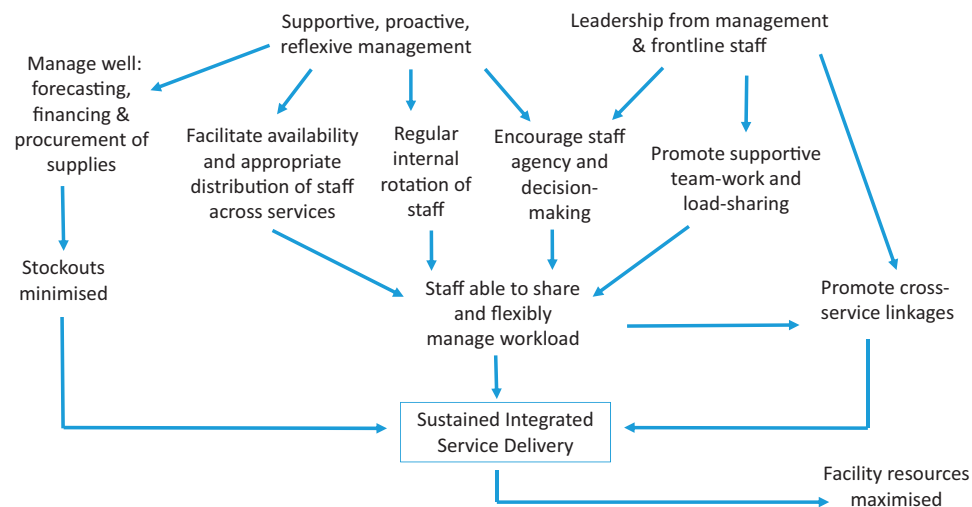 Supportive, proactive,
reflexive management
Leadership from management
& frontline staff
Manage well:
forecasting,
financing &
procurement of
supplies
Facilitate availability
and appropriate
distribution of staff
across services
Regular
internal
rotation of
staff
Encourage staff
agency and
decision-
making
Promote supportive
team-work and
load-sharing
Stockouts
minimised
Staff able to share
and flexibly
manage workload
Promote cross-
service linkages
Sustained Integrated
Service Delivery
Facility resources
maximised